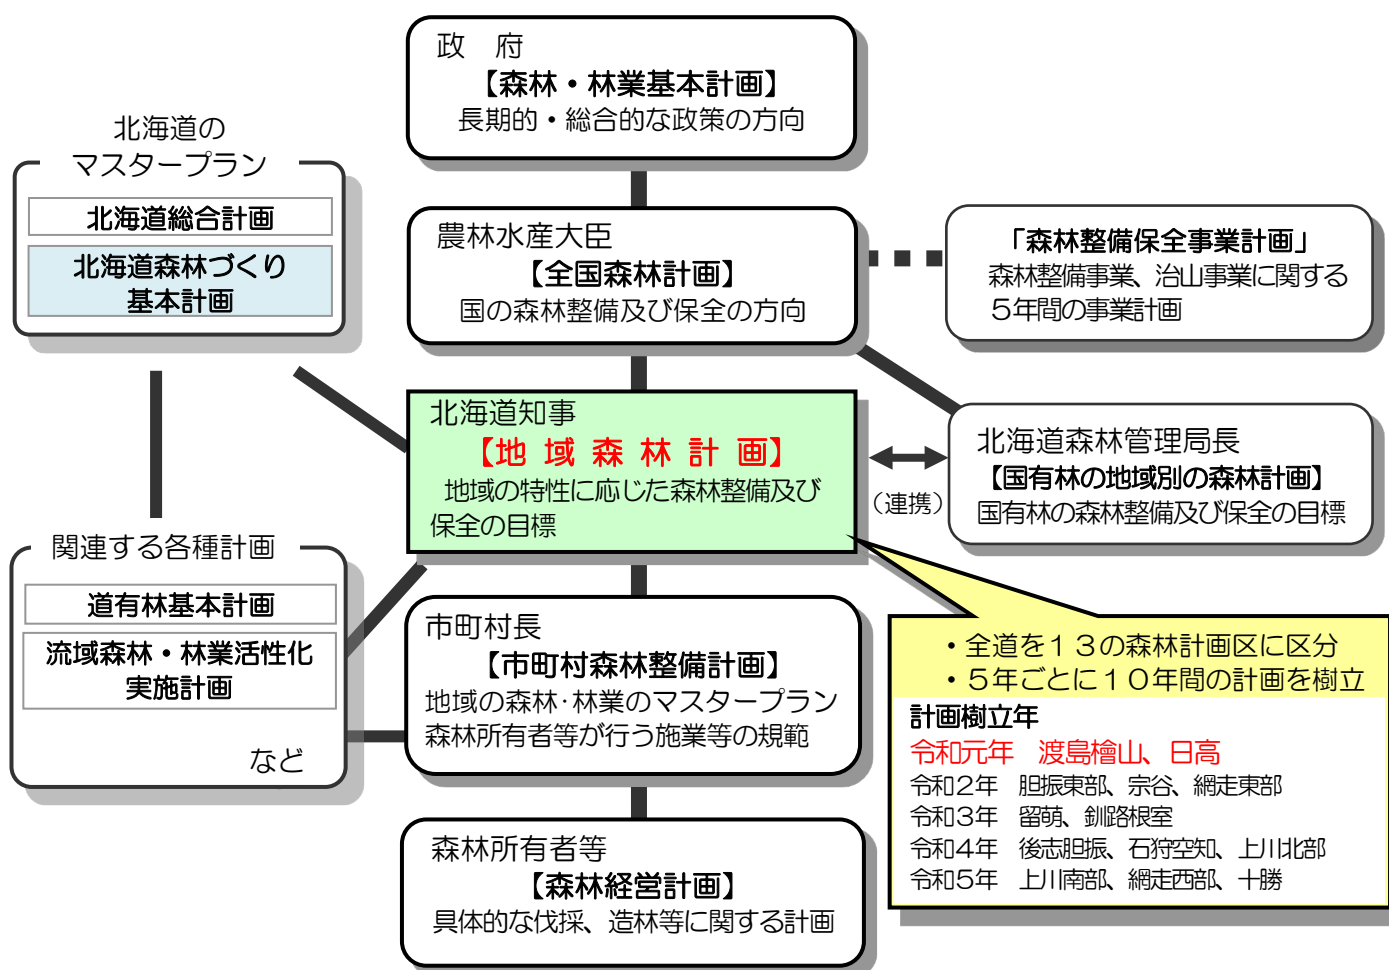 政　府
【森林・林業基本計画】
長期的・総合的な政策の方向
北海道の
マスタープラン
北海道総合計画
北海道森林づくり
基本計画
農林水産大臣
【全国森林計画】
国の森林整備及び保全の方向
「森林整備保全事業計画」
森林整備事業、治山事業に関する
５年間の事業計画
北海道知事
【地 域 森 林 計 画】
地域の特性に応じた森林整備及び
保全の目標
（連携）
北海道森林管理局長
【国有林の地域別の森林計画】
国有林の森林整備及び保全の目標
関連する各種計画
道有林基本計画
流域森林・林業活性化
実施計画
など
市町村長
【市町村森林整備計画】
地域の森林･林業のマスタープラン
森林所有者等が行う施業等の規範
森林所有者等
【森林経営計画】
具体的な伐採、造林等に関する計画
・全道を１３の森林計画区に区分
・５年ごとに１０年間の計画を樹立
計画樹立年
令和元年　渡島檜山、日高
令和２年　胆振東部、宗谷、網走東部
令和３年　留萌、釧路根室
令和４年　後志胆振、石狩空知、上川北部
令和５年　上川南部、網走西部、十勝